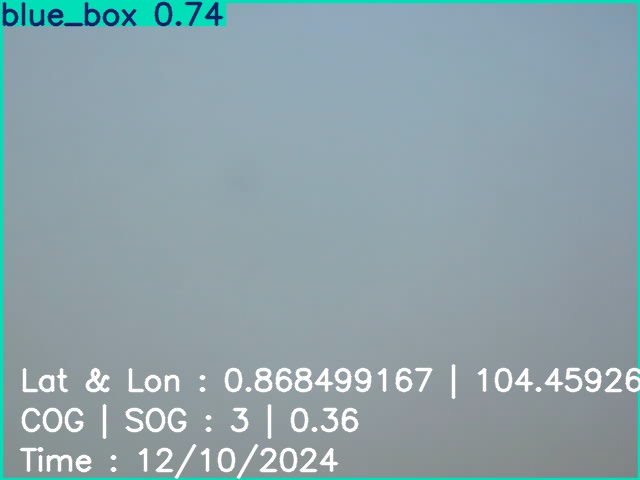 blue_box 0.74
Lat & Lon : 0.868499167 | 104.45926
COG | SOG : 3 | 0.36
Time : 12/10/2024